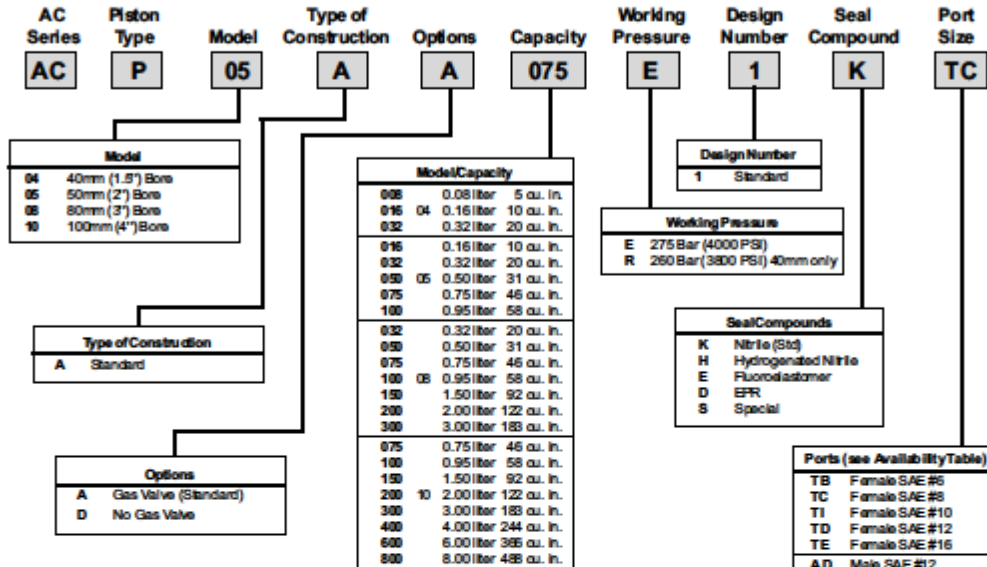 AC Series
Piston Type
Model
Type of Construction
Options
Capacity
Working Pressure
Design Number
Seal Compound
Port Size
AC P 05 A A 075 E 1 K TC
Model
04 40mm (1.5") Bore
05 50mm (2") Bore
08 80mm (3") Bore
10 100mm (4") Bore
Type of Construction
A Standard
Options
A Gas Valve (Standard)
D No Gas Valve
Model/Capacity
008 0.08 liter 5 cu. in.
016 04 0.16 liter 10 cu. in.
032 0.32 liter 20 cu. in.
016 0.16 liter 10 cu. in.
032 0.32 liter 20 cu. in.
050 05 0.50 liter 31 cu. in.
075 0.75 liter 46 cu. in.
100 0.95 liter 58 cu. in.
032 0.32 liter 20 cu. in.
050 0.50 liter 31 cu. in.
075 0.75 liter 46 cu. in.
100 08 0.95 liter 58 cu. in.
150 1.50 liter 92 cu. in.
200 2.00 liter 122 cu. in.
300 3.00 liter 183 cu. in.
075 0.75 liter 46 cu. in.
100 0.95 liter 58 cu. in.
150 1.50 liter 92 cu. in.
200 10 2.00 liter 122 cu. in.
300 3.00 liter 183 cu. in.
400 4.00 liter 244 cu. in.
600 6.00 liter 366 cu. in.
800 8.00 liter 488 cu. in.
Design Number
1 Standard
Working Pressure
E 275 Bar (4000 PSI)
R 260 Bar (3800 PSI) 40mm only
Seal Compounds
K Nitrile (Std)
H Hydrogenated Nitrile
E Fluoroelastomer
D EPR
S Special
Ports (see Availability Table)
TB Female SAE #6
TC Female SAE #8
TI Female SAE #10
TD Female SAE #12
TE Female SAE #16
AD Male SAE #12